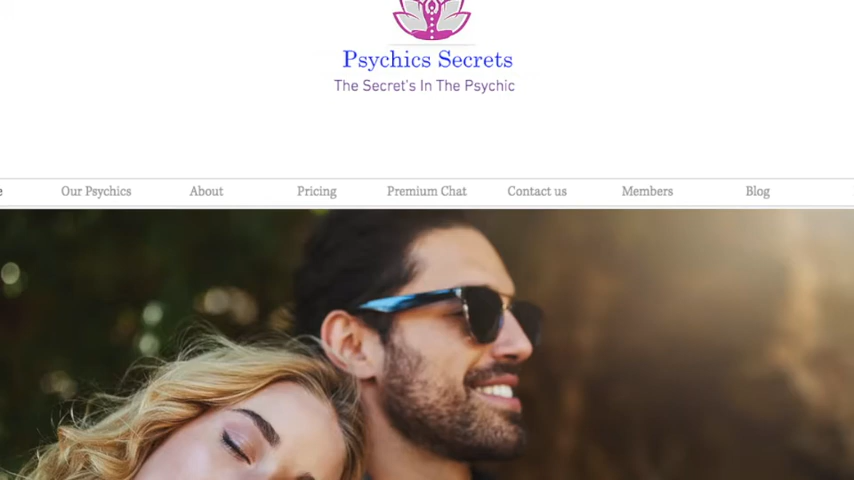 Psychics Secrets
The Secret's In The Psychic
e Our Psychics About Pricing Premium Chat Contact us Members Blog